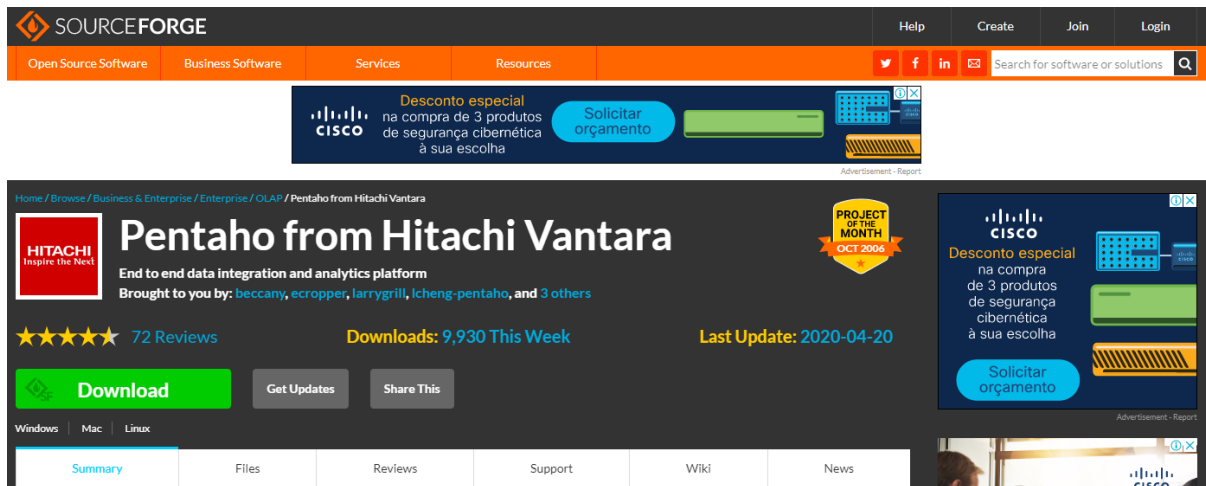 SOURCEFORGE
Help Create Join Login
Open Source Software Business Software Services Resources
Search for software or solutions
CISCO
Desconto especial
na compra de 3 produtos
de segurança cibernética
à sua escolha
Solicitar
orçamento
Advertisement - Report
Home / Browse / Business & Enterprise / Enterprise / OLAP / Pentaho from Hitachi Vantara
HITACHI
Inspire the Next
Pentaho from Hitachi Vantara
End to end data integration and analytics platform
Brought to you by: beccany, ecropper, larrygrill, lcheng-pentaho, and 3 others
PROJECT
OF THE
MONTH
OCT 2006
72 Reviews
Downloads: 9,930 This Week
Last Update: 2020-04-20
SF
Download
Get Updates
Share This
Windows Mac Linux
Summary Files Reviews Support Wiki News
CISCO
Desconto especial
na compra
de 3 produtos
de segurança
cibernética
à sua escolha
Solicitar
orçamento
Advertisement - Report
CISCO